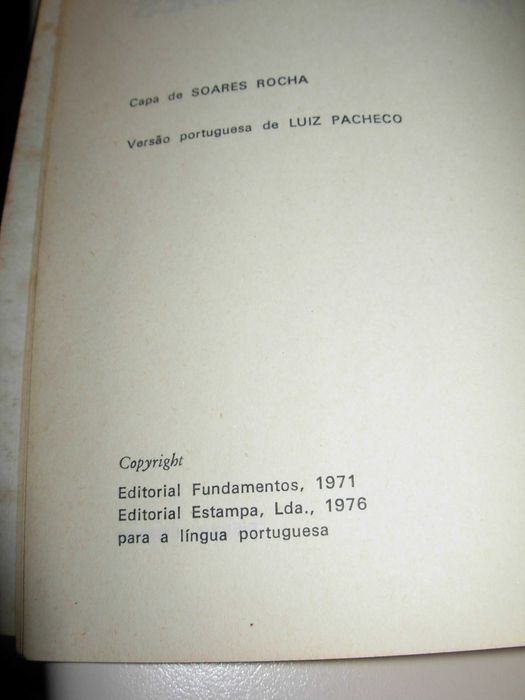 Capa de SOARES ROCHA
Versão portuguesa de LUIZ PACHECO
Copyright
Editorial Fundamentos, 1971
Editorial Estampa, Lda., 1976
para a língua portuguesa